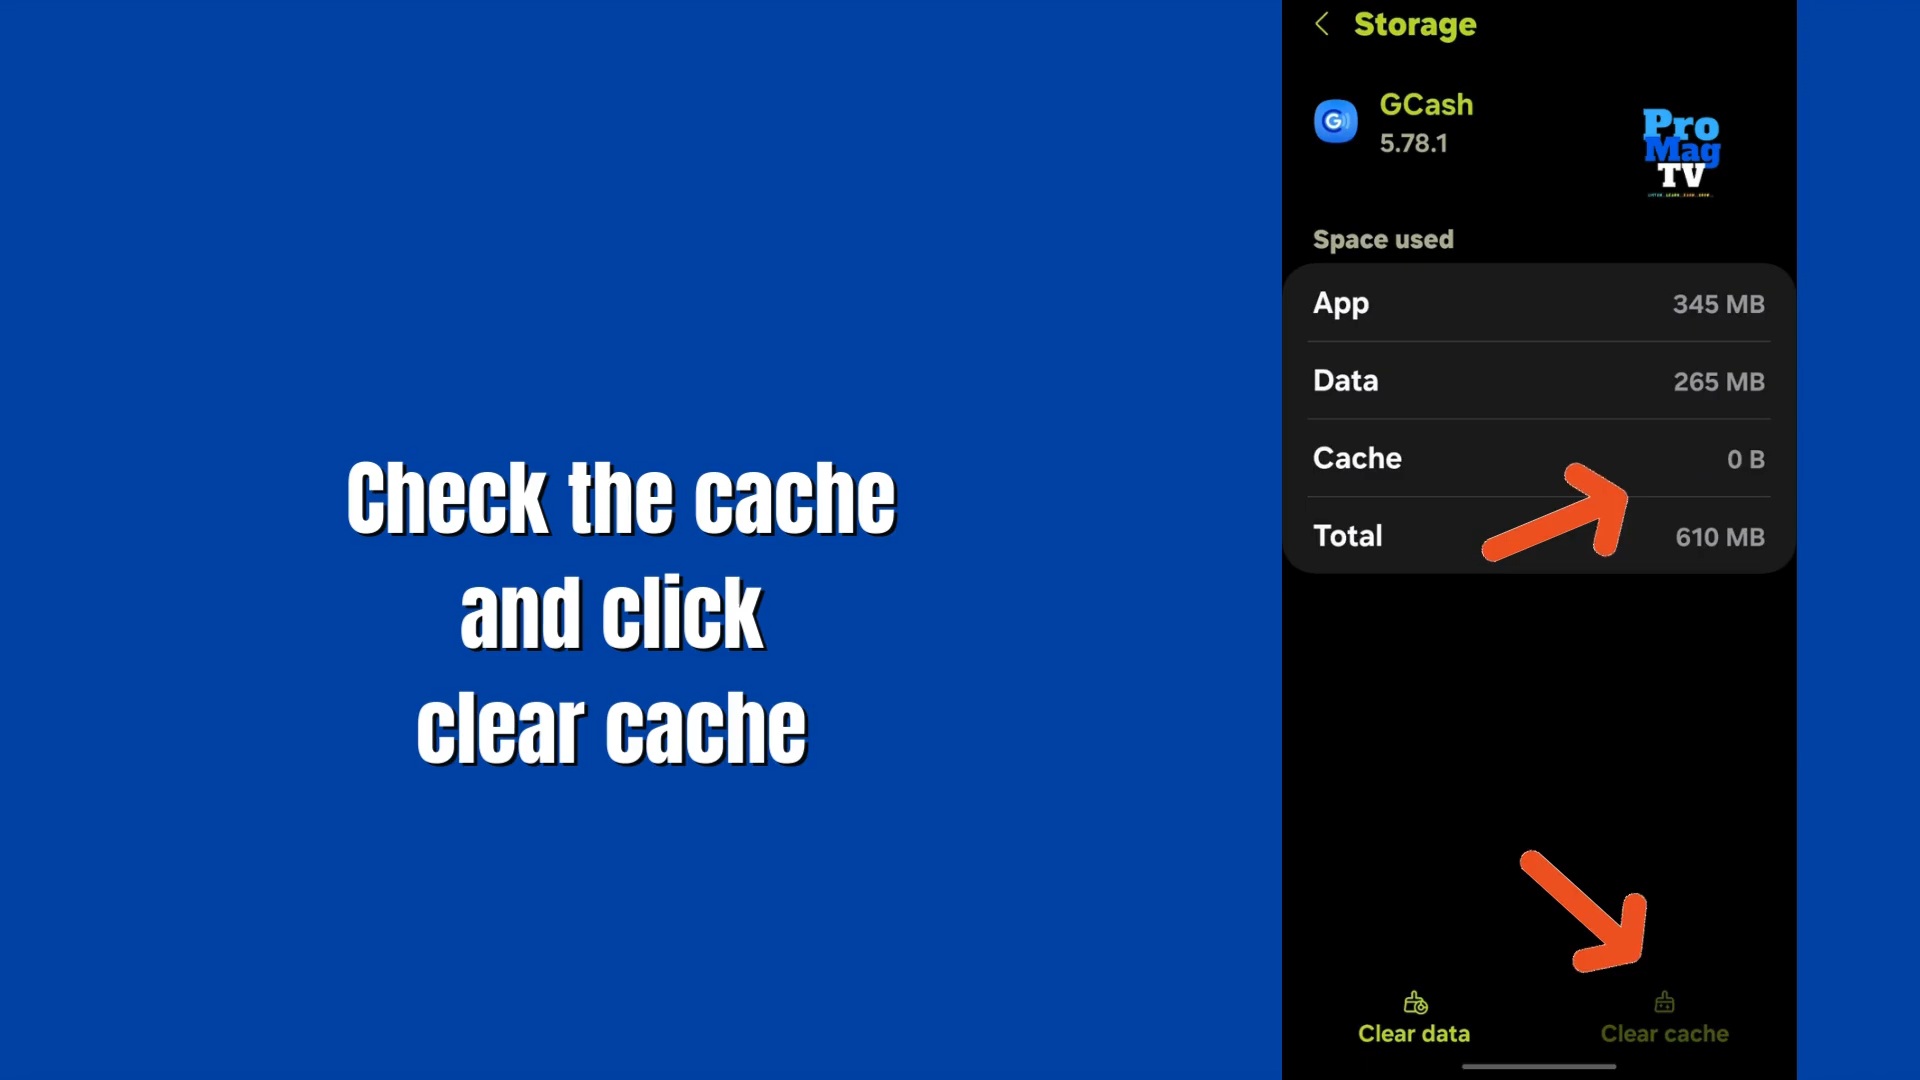 Check the cache
and click
clear cache
Storage
GCash
5.78.1
Pro
Mag
TV
Space used
App 345 MB
Data 265 MB
Cache 0 B
Total 610 MB
Clear data
Clear cache